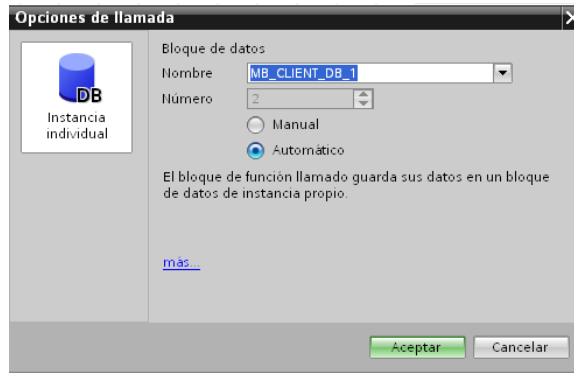 Opciones de llamada
Bloque de datos
Nombre MB_CLIENT_DB_1
Número 2
DB
Instancia
individual
Manual
Automático
El bloque de función llamado guarda sus datos en un bloque
de datos de instancia propio.
más...
Aceptar Cancelar